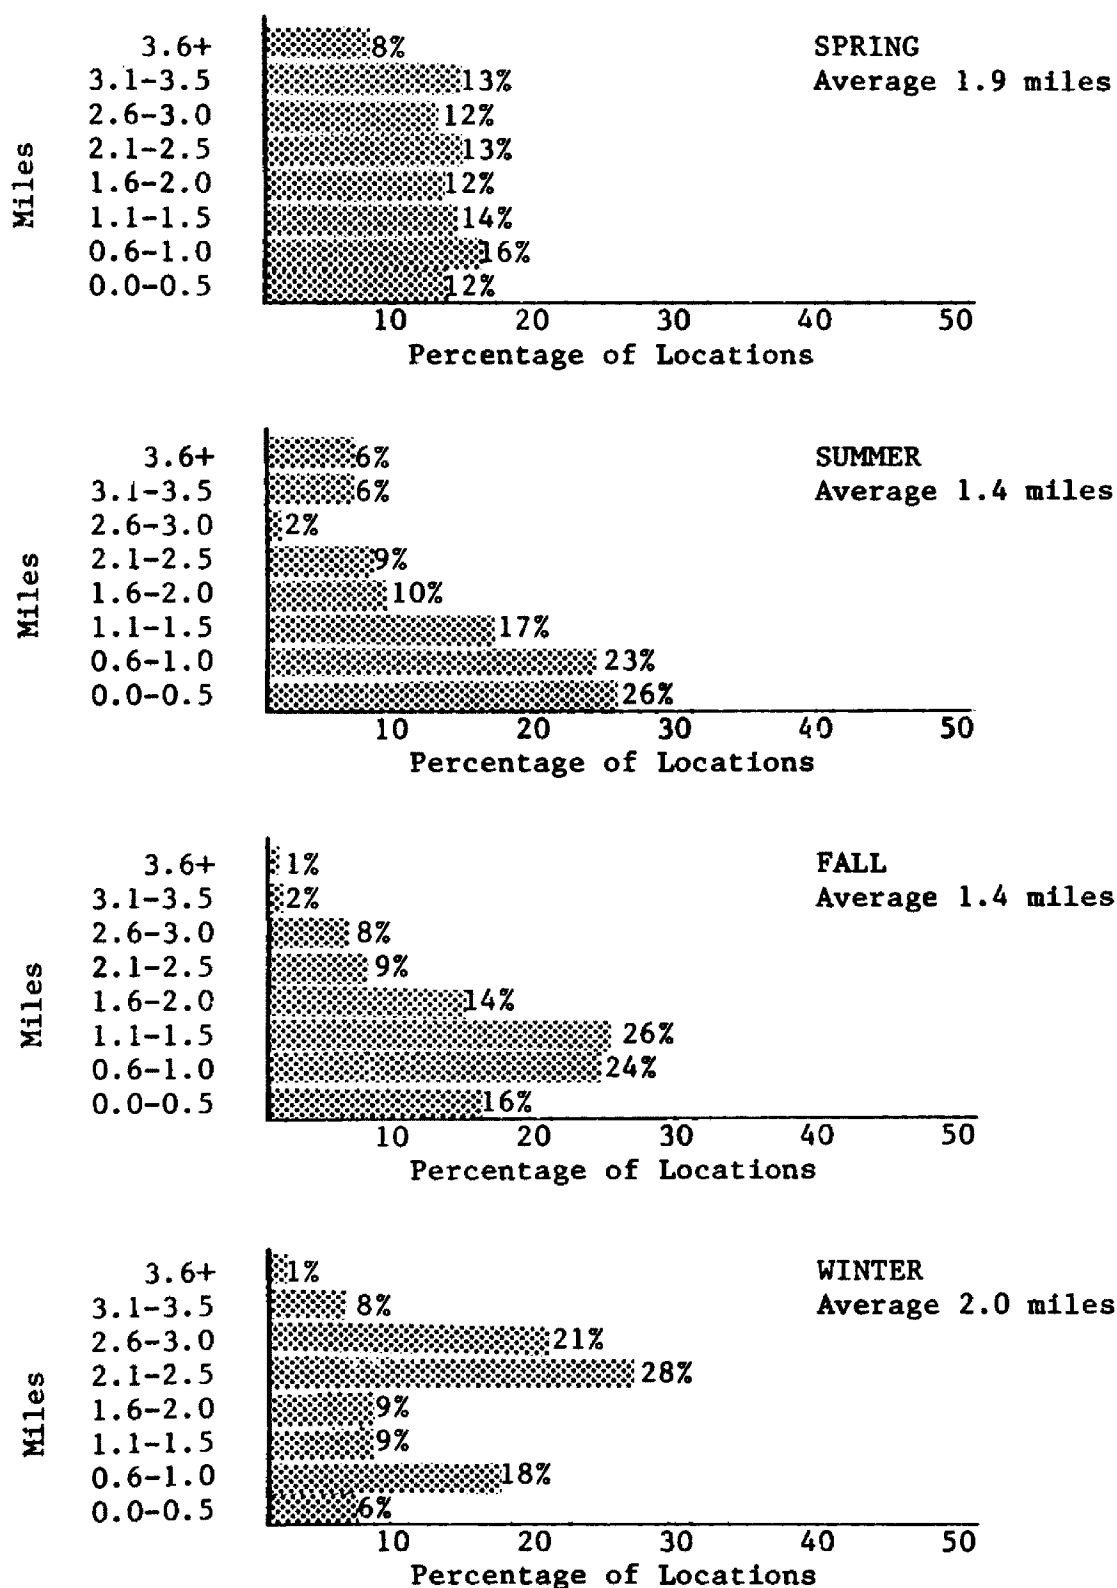 3.6+ 8% SPRING
3.1-3.5 13% Average 1.9 miles
2.6-3.0 12%
2.1-2.5 13%
1.6-2.0 12%
1.1-1.5 14%
0.6-1.0 16%
0.0-0.5 12%
Miles
10 20 30 40 50
Percentage of Locations
3.6+ 6% SUMMER
3.1-3.5 6% Average 1.4 miles
2.6-3.0 2%
2.1-2.5 9%
1.6-2.0 10%
1.1-1.5 17%
0.6-1.0 23%
0.0-0.5 26%
Miles
10 20 30 40 50
Percentage of Locations
3.6+ 1% FALL
3.1-3.5 2% Average 1.4 miles
2.6-3.0 8%
2.1-2.5 9%
1.6-2.0 14%
1.1-1.5 26%
0.6-1.0 24%
0.0-0.5 16%
Miles
10 20 30 40 50
Percentage of Locations
3.6+ 1% WINTER
3.1-3.5 8% Average 2.0 miles
2.6-3.0 21%
2.1-2.5 28%
1.6-2.0 9%
1.1-1.5 9%
0.6-1.0 18%
0.0-0.5 6%
Miles
10 20 30 40 50
Percentage of Locations